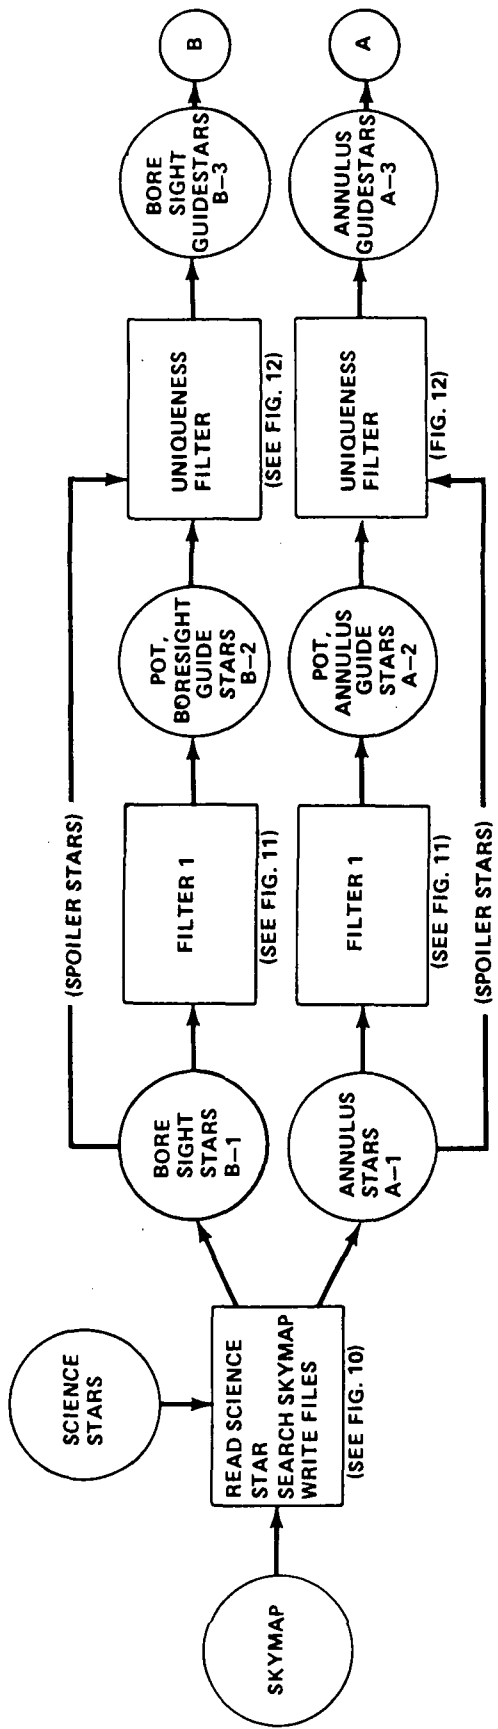 SKYMAP
SCIENCE
STARS
READ SCIENCE
STAR
SEARCH SKYMAP
WRITE FILES
(SEE FIG. 10)
(SPOILER STARS)
BORE
SIGHT
STARS
B–1
FILTER 1
(SEE FIG. 11)
POT,
BORESIGHT
GUIDE
STARS
B–2
UNIQUENESS
FILTER
(SEE FIG. 12)
BORE
SIGHT
GUIDESTARS
B–3
B
ANNULUS
STARS
A–1
FILTER 1
(SEE FIG. 11)
POT,
ANNULUS
GUIDE
STARS
A–2
UNIQUENESS
FILTER
(FIG. 12)
ANNULUS
GUIDESTARS
A–3
A
(SPOILER STARS)